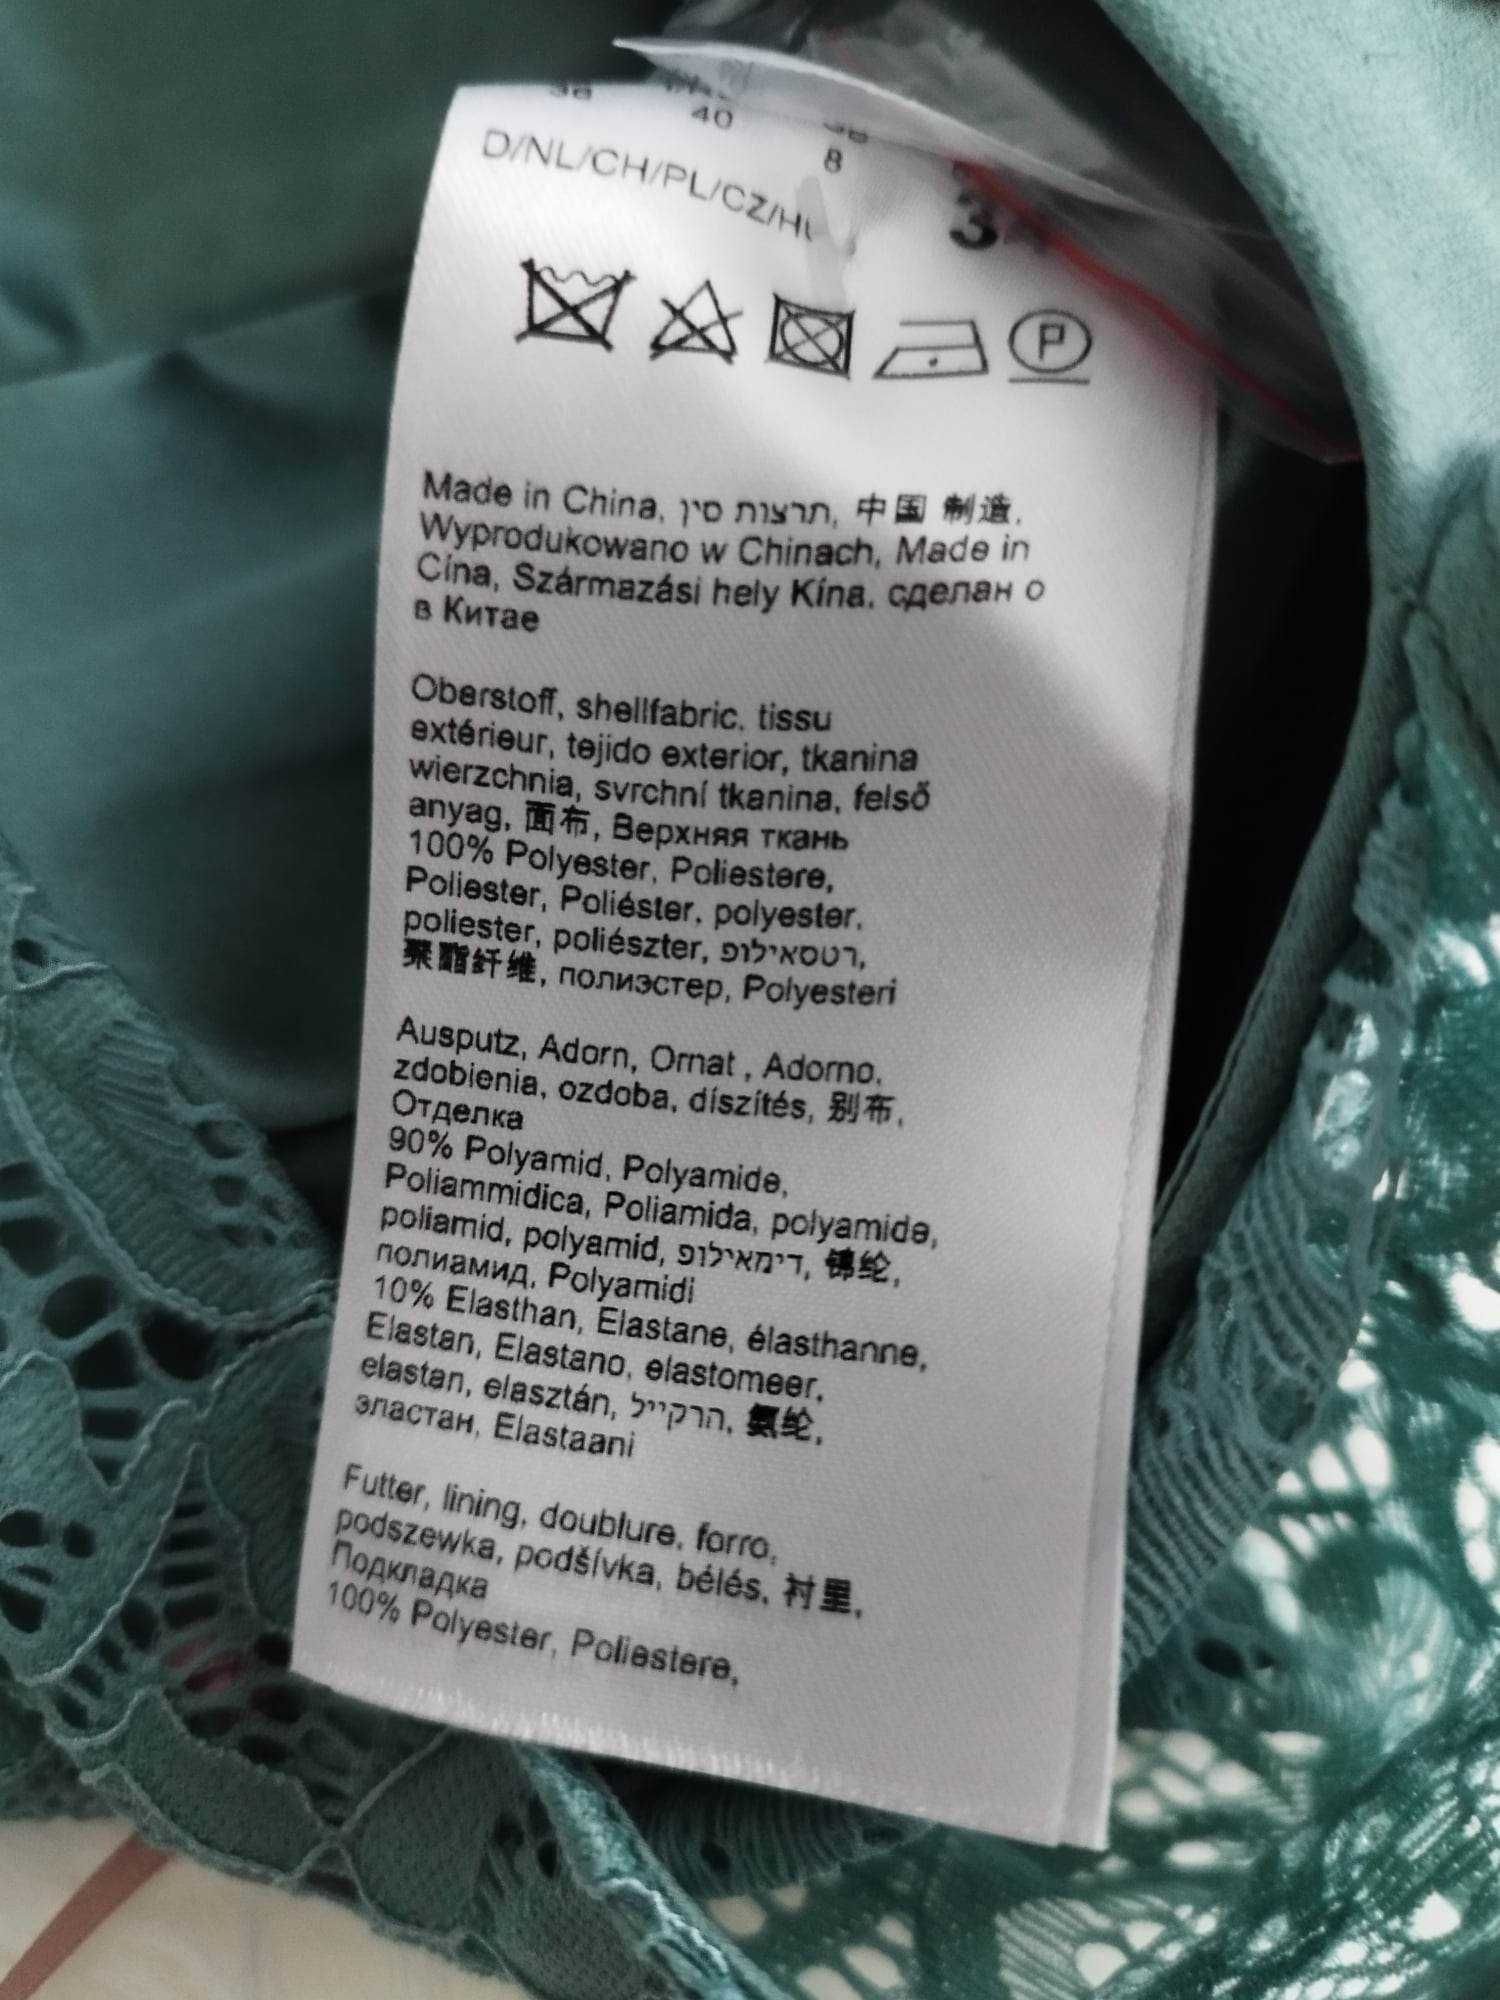 40
8
D/NL/CH/PL/CZ/HU
P
Made in China, תרצות סין, 中国 制造,
Wyprodukowano w Chinach, Made in
Cína, Származási hely Kína. сделан о
в Китае
Oberstoff, shellfabric. tissu
extérieur, tejido exterior, tkanina
wierzchnia, svrchní tkanina, felső
anyag, 面布, Верхняя ткань
100% Polyester, Poliestere,
Poliester, Poliéster, polyester,
poliester, poliészter, רטסאילופ,
聚酯纤维, полиэстер, Polyesteri
Ausputz, Adorn, Ornat , Adorno,
zdobienia, ozdoba, díszítés, 别布,
Отделка
90% Polyamid, Polyamide,
Poliammidica, Poliamida, polyamide,
poliamid, polyamid, דימאילופ, 锦纶,
полиамид, Polyamidi
10% Elasthan, Elastane, élasthanne,
Elastan, Elastano, elastomeer,
elastan, elasztán, הרקייל, 氨纶,
эластан, Elastaani
Futter, lining, doublure, forro,
podszewka, podšívka, bélés, 衬里,
Подкладка
100% Polyester, Poliestere,